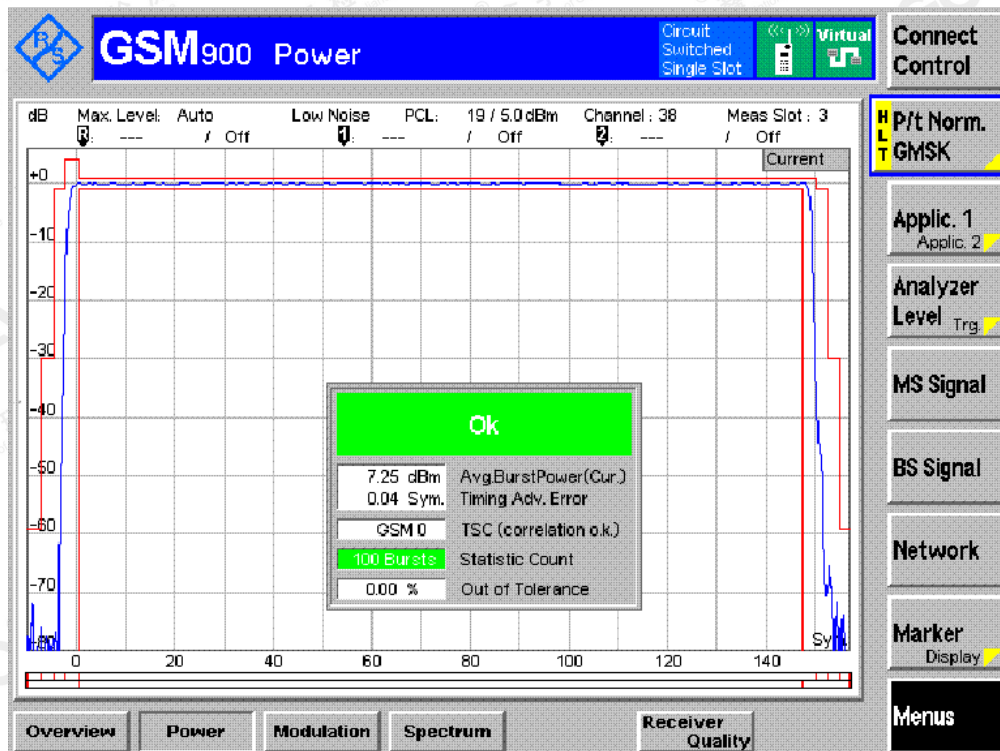 R/S
GSM900 Power
Circuit
Switched
Single Slot
Virtual
Connect
Control
dB Max. Level: Auto Low Noise PCL: 19 / 5.0 dBm Channel : 38 Meas Slot : 3
R: --- / Off 1: --- / Off 2: --- / Off
Current
H
L
T
P/t Norm.
GMSK
Applic. 1
Applic. 2
Analyzer
Level Trg.
MS Signal
BS Signal
Network
Marker
Display
Menus
+0
-10
-20
-30
-40
-50
-60
-70
-80
Ok
7.25 dBm Avg.BurstPower(Cur.)
0.04 Sym. Timing Adv. Error
GSM 0 TSC (correlation o.k.)
100 Bursts Statistic Count
0.00 % Out of Tolerance
0 20 40 60 80 100 120 140
Overview Power Modulation Spectrum Receiver
Quality